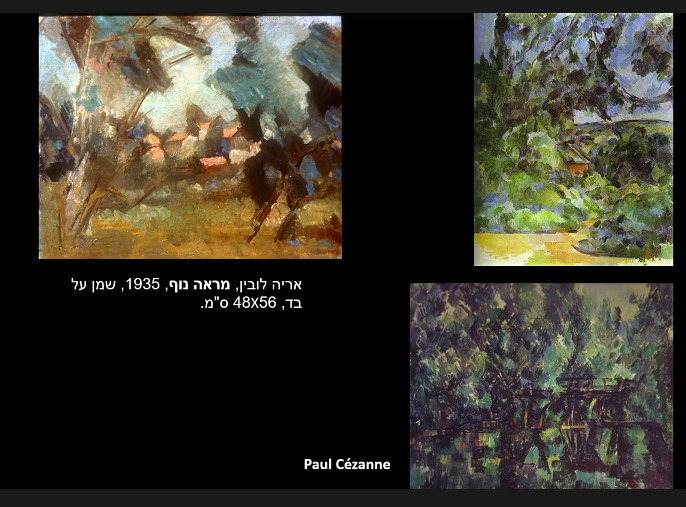 אריה לובין, מראה נוף, 1935, שמן על
בד, 48X56 ס"מ.
Paul Cézanne